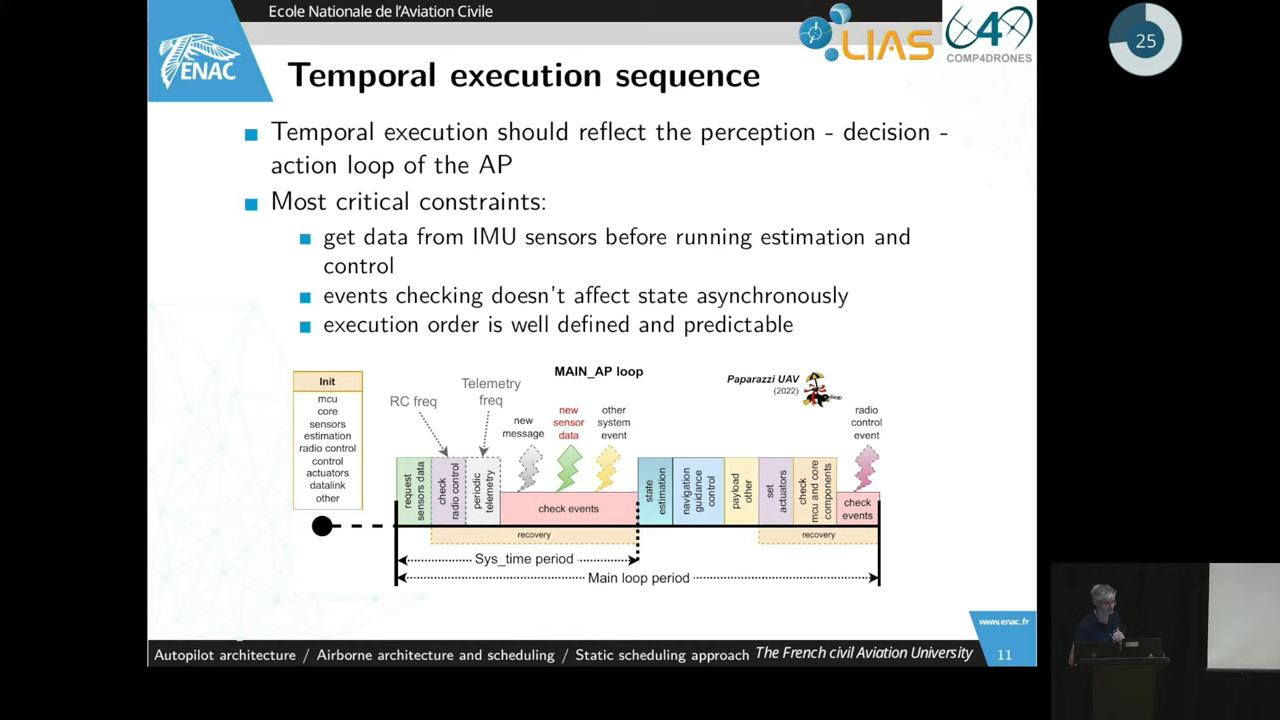 Ecole Nationale de l'Aviation Civile
ENAC
LIAS
COMP4DRONES
25
Temporal execution sequence
Temporal execution should reflect the perception - decision -
action loop of the AP
Most critical constraints:
get data from IMU sensors before running estimation and
control
events checking doesn't affect state asynchronously
execution order is well defined and predictable
MAIN_AP loop
Paparazzi UAV
(2022)
Init
mcu
core
sensors
estimation
radio control
control
actuators
datalink
other
RC freq
Telemetry
freq
new
message
new
sensor
data
other
system
event
radio
control
event
request
sensors data
check
radio control
periodic
telemetry
check events
state
estimation
navigation
guidance
control
payload
other
set
actuators
check
mcu and core
components
check
events
recovery
recovery
Sys_time period
Main loop period
www.enac.fr
Autopilot architecture / Airborne architecture and scheduling / Static scheduling approach The French civil Aviation University
11